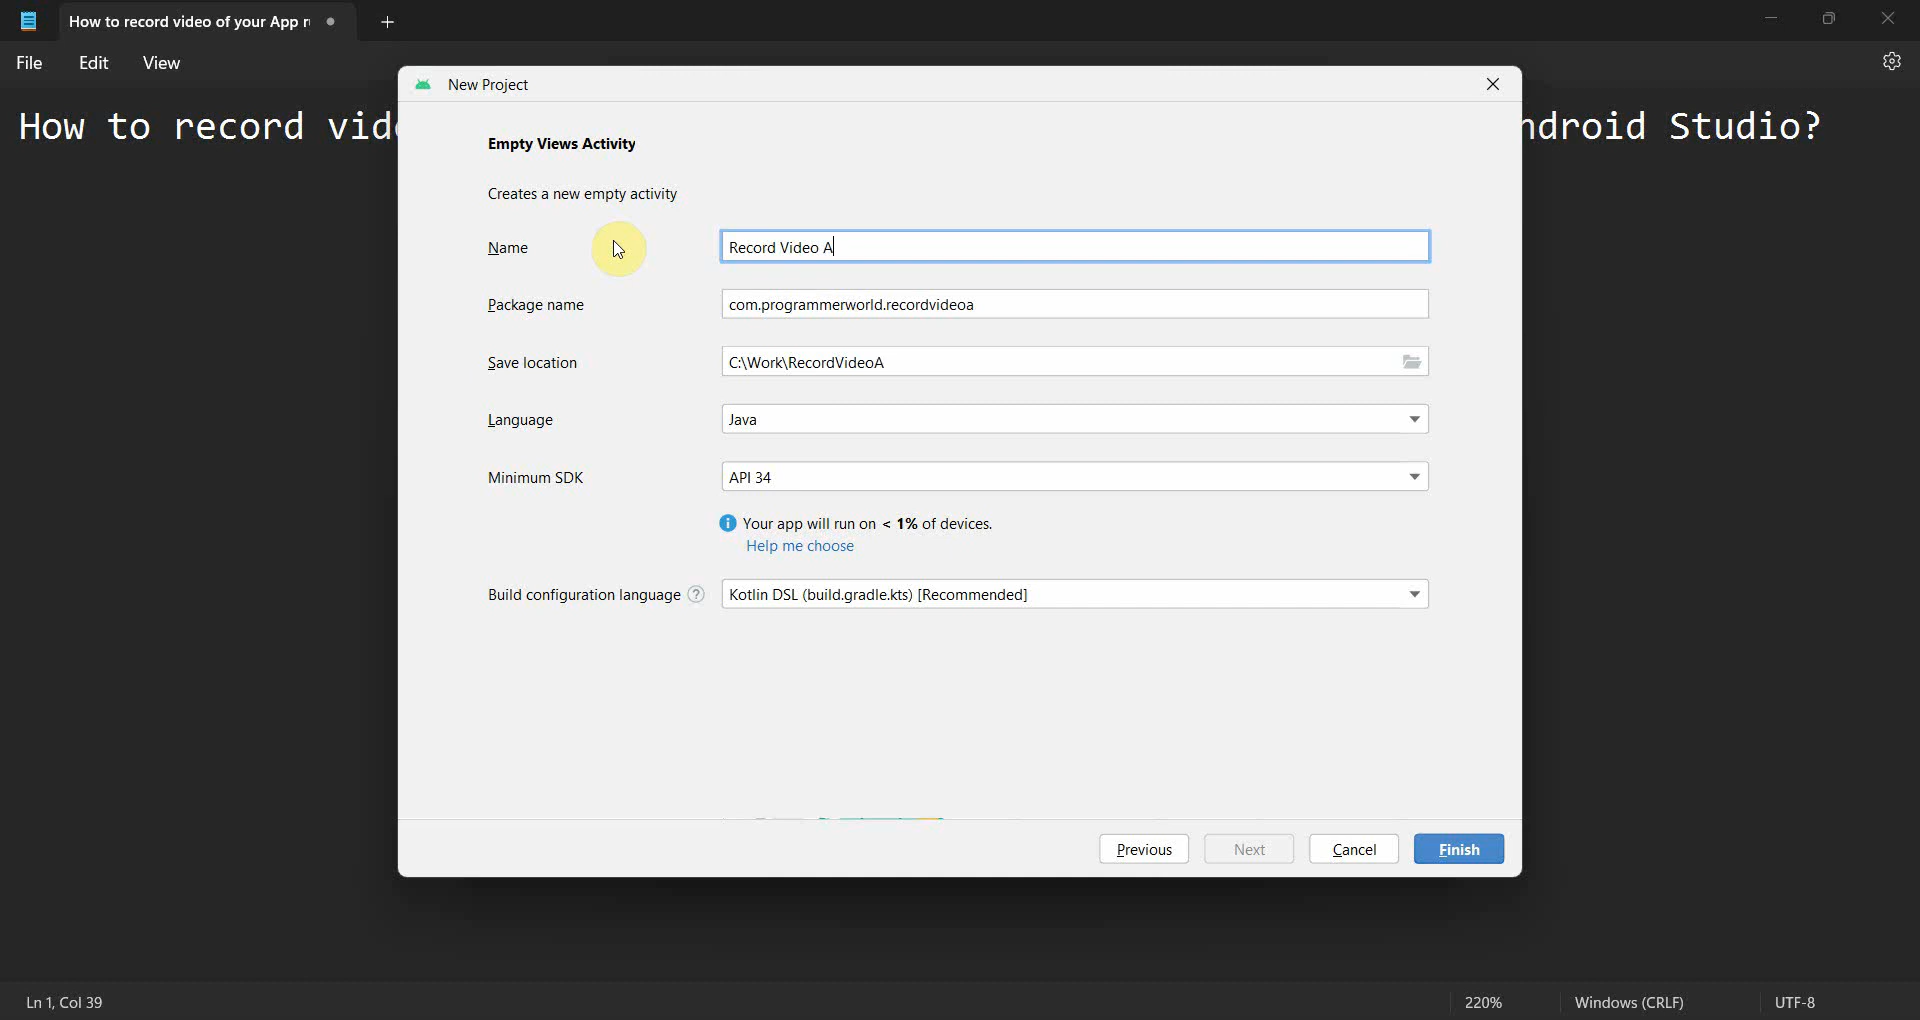 How to record video of your App r
File Edit View
How to record vid
ndroid Studio?
New Project
Empty Views Activity
Creates a new empty activity
Name Record Video A
Package name com.programmerworld.recordvideoa
Save location C:\Work\RecordVideoA
Language Java
Minimum SDK API 34
Your app will run on < 1% of devices.
Help me choose
Build configuration language ? Kotlin DSL (build.gradle.kts) [Recommended]
Previous Next Cancel Finish
Ln 1, Col 39 220% Windows (CRLF) UTF-8